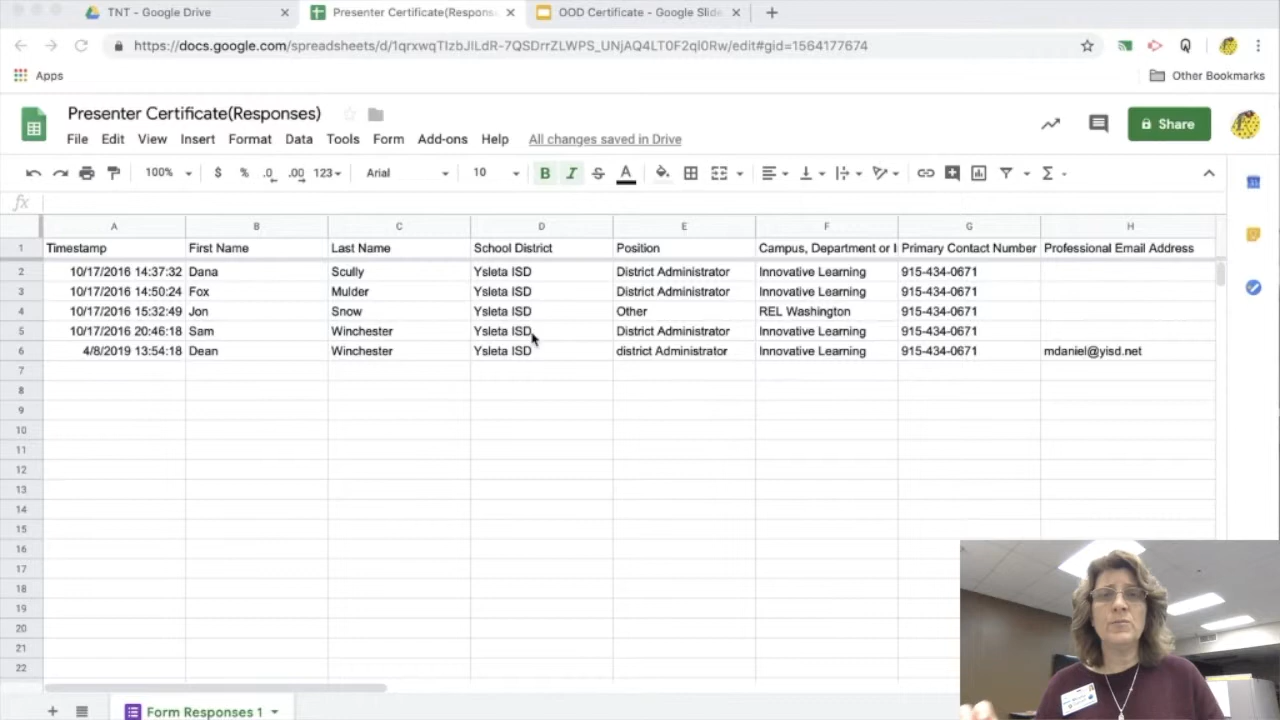 TNT - Google Drive
Presenter Certificate(Respons
OOD Certificate - Google Slide
https://docs.google.com/spreadsheets/d/1qrxwqTIzbJILdR-7QSDrrZLWPS_UNjAQ4LT0F2ql0Rw/edit#gid=1564177674
Apps
Other Bookmarks
Presenter Certificate(Responses)
File Edit View Insert Format Data Tools Form Add-ons Help All changes saved in Drive
Share
100% $ % .0 .00 123 Arial 10 B I S A
fx
A B C D E F G H
1 Timestamp First Name Last Name School District Position Campus, Department or I Primary Contact Number Professional Email Address
2 10/17/2016 14:37:32 Dana Scully Ysleta ISD District Administrator Innovative Learning 915-434-0671
3 10/17/2016 14:50:24 Fox Mulder Ysleta ISD District Administrator Innovative Learning 915-434-0671
4 10/17/2016 15:32:49 Jon Snow Ysleta ISD Other REL Washington 915-434-0671
5 10/17/2016 20:46:18 Sam Winchester Ysleta ISD District Administrator Innovative Learning 915-434-0671
6 4/8/2019 13:54:18 Dean Winchester Ysleta ISD district Administrator Innovative Learning 915-434-0671 mdaniel@yisd.net
7
8
9
10
11
12
13
14
15
16
17
18
19
20
21
22
Form Responses 1